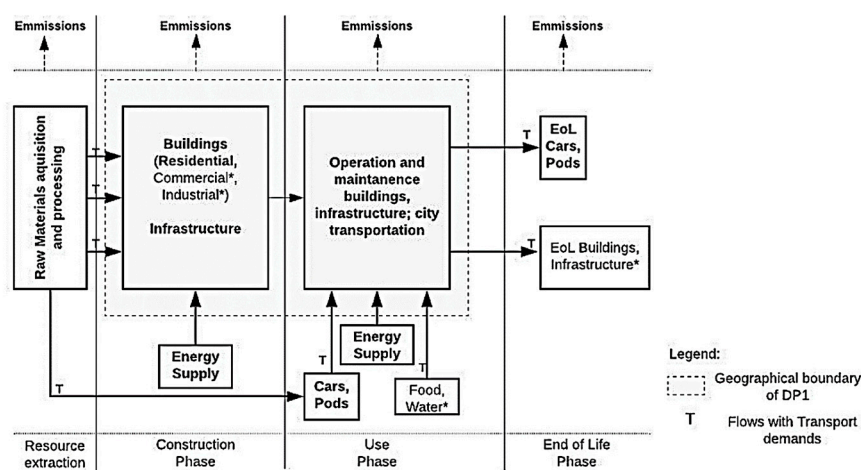 Emmissions
Emmissions
Emmissions
Emmissions
Raw Materials aquisition
and processing
T
T
T
Buildings
(Residential,
Commercial*,
Industrial*)
Infrastructure
Operation and
maintanence
buildings,
infrastructure; city
transportation
T
EoL
Cars,
Pods
T
EoL Buildings,
Infrastructure*
Energy
Supply
T
T
Cars,
Pods
Energy
Supply
T
Food,
Water*
Legend:
Geographical boundary
of DP1
T
Flows with Transport
demands
Resource
extraction
Construction
Phase
Use
Phase
End of Life
Phase